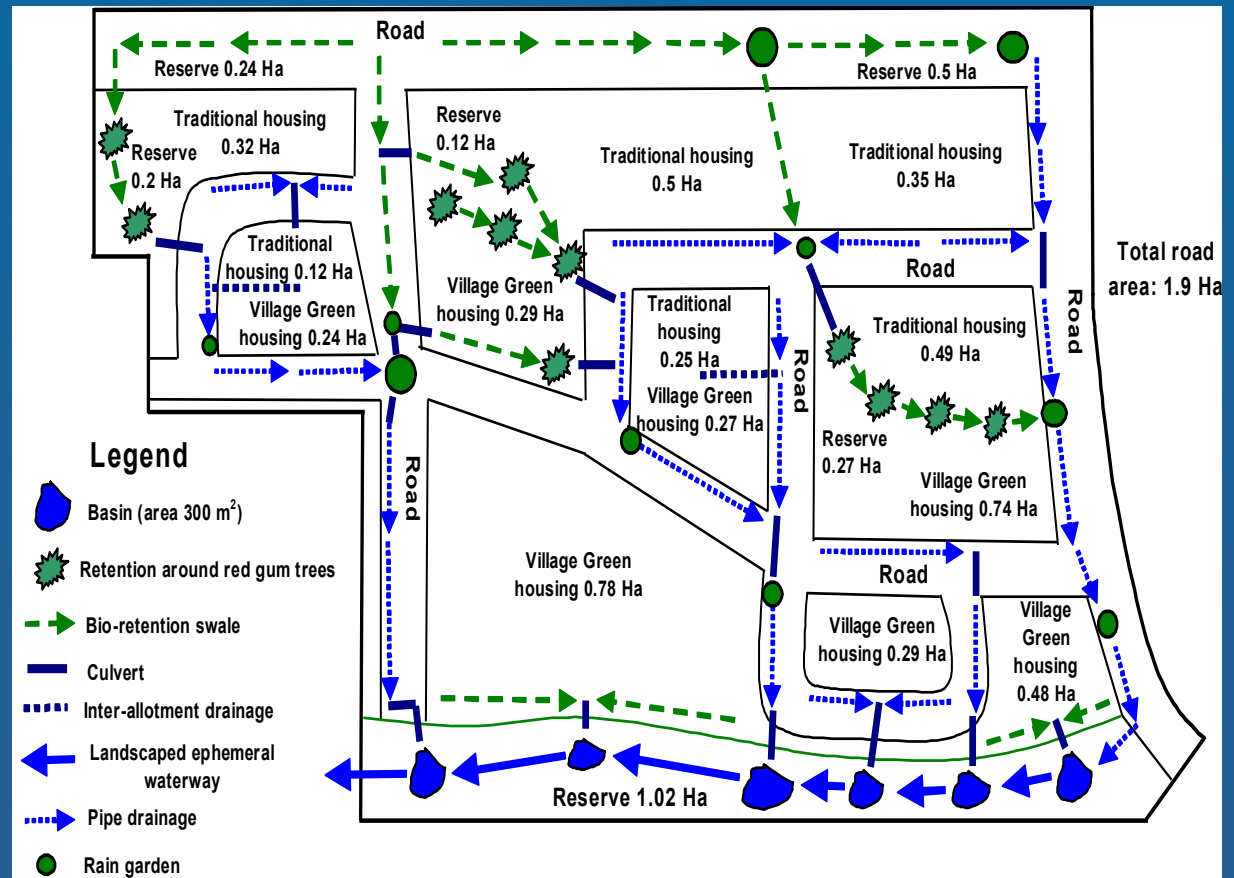 Road
Reserve 0.24 Ha
Reserve 0.5 Ha
Traditional housing
0.32 Ha
Reserve
0.12 Ha
Reserve
0.2 Ha
Traditional housing
0.5 Ha
Traditional housing
0.35 Ha
Traditional
housing 0.12 Ha
Village Green
housing 0.24 Ha
Village Green
housing 0.29 Ha
Road
Total road
area: 1.9 Ha
Road
Traditional
housing
0.25 Ha
Village Green
housing
0.27 Ha
Road
Traditional housing
0.49 Ha
Reserve
0.27 Ha
Village Green
housing 0.74 Ha
Road
Village Green
housing 0.78 Ha
Road
Village Green
housing 0.29 Ha
Village
Green
housing
0.48 Ha
Reserve 1.02 Ha
Legend
Basin (area 300 m²)
Retention around red gum trees
Bio-retention swale
Culvert
Inter-allotment drainage
Landscaped ephemeral
waterway
Pipe drainage
Rain garden